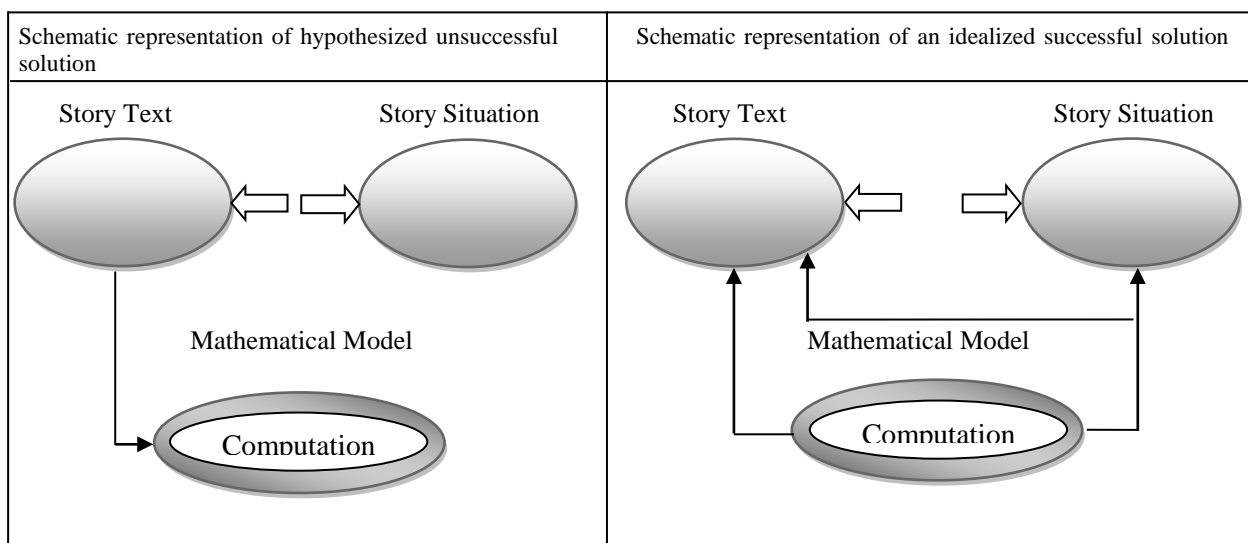 Schematic representation of hypothesized unsuccessful
solution
Schematic representation of an idealized successful solution
Story Text
Story Situation
Mathematical Model
Computation
Story Text
Story Situation
Mathematical Model
Computation